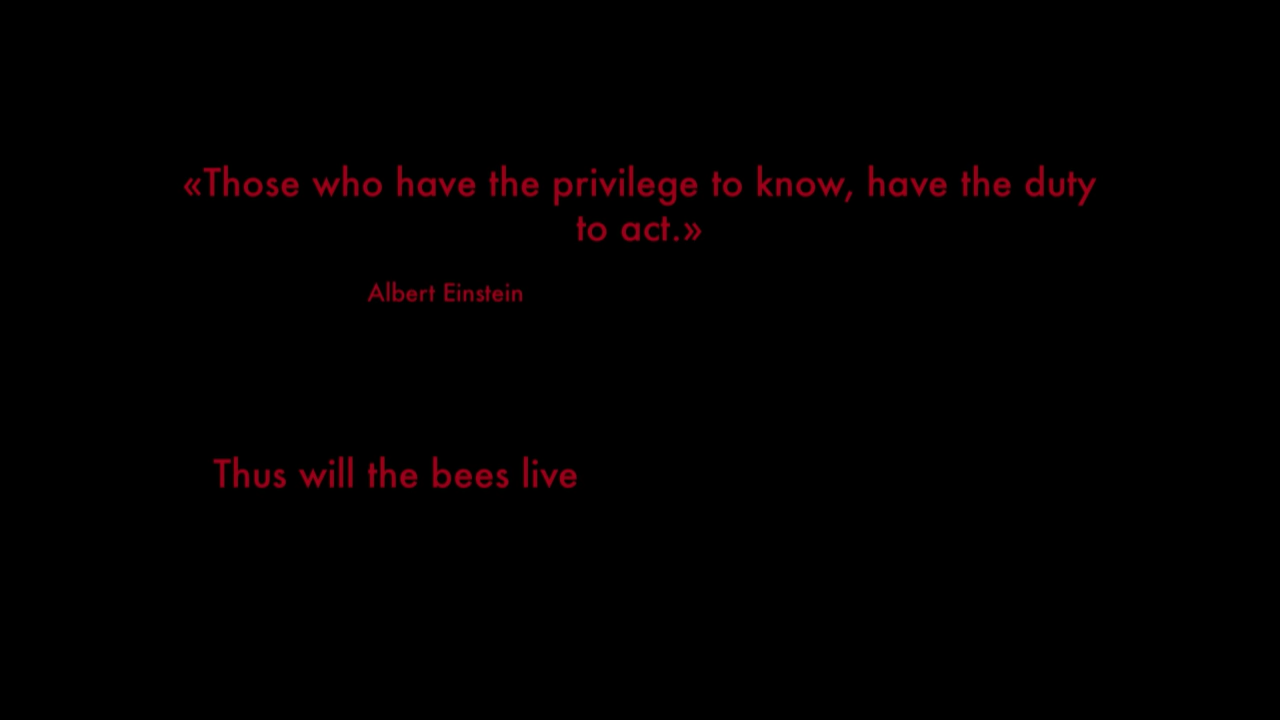 «Those who have the privilege to know, have the duty
to act.»
Albert Einstein
Thus will the bees live